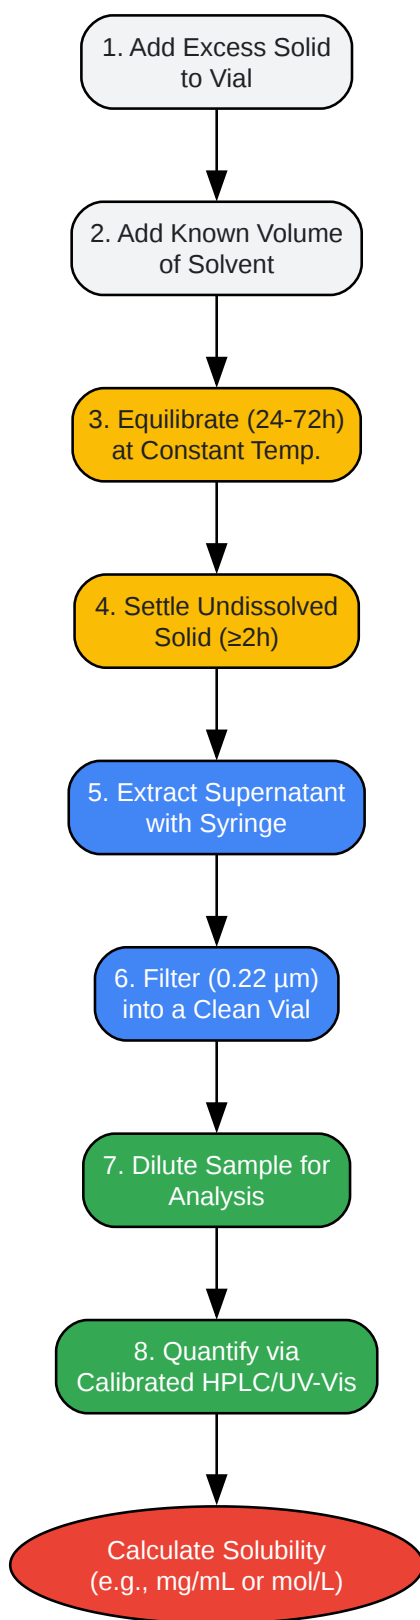 1. Add Excess Solid
to Vial
2. Add Known Volume
of Solvent
3. Equilibrate (24-72h)
at Constant Temp.
4. Settle Undissolved
Solid (≥2h)
5. Extract Supernatant
with Syringe
6. Filter (0.22 µm)
into a Clean Vial
7. Dilute Sample for
Analysis
8. Quantify via
Calibrated HPLC/UV-Vis
Calculate Solubility
(e.g., mg/mL or mol/L)